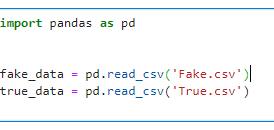 import pandas as pd
fake_data = pd.read_csv('Fake.csv')
true_data = pd.read_csv('True.csv')